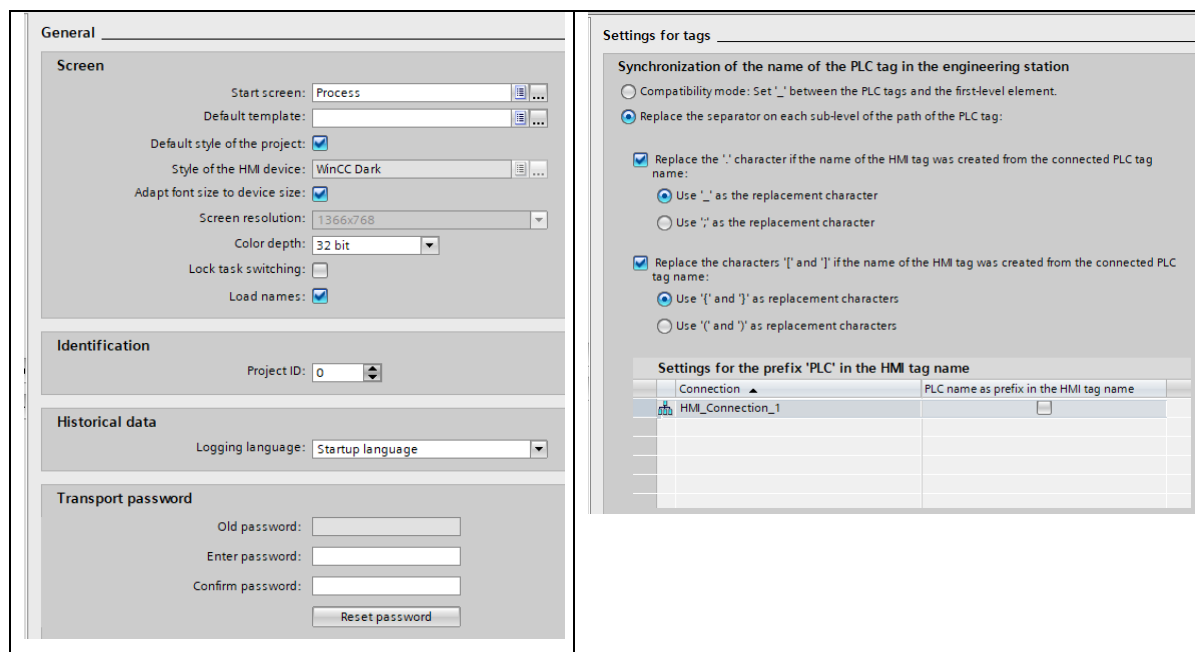 General
Screen
Start screen: Process
Default template:
Default style of the project:
Style of the HMI device: WinCC Dark
Adapt font size to device size:
Screen resolution: 1366x768
Color depth: 32 bit
Lock task switching:
Load names:
Identification
Project ID: 0
Historical data
Logging language: Startup language
Transport password
Old password:
Enter password:
Confirm password:
Reset password
Settings for tags
Synchronization of the name of the PLC tag in the engineering station
Compatibility mode: Set '_' between the PLC tags and the first-level element.
Replace the separator on each sub-level of the path of the PLC tag:
Replace the '.' character if the name of the HMI tag was created from the connected PLC tag
name:
Use '_' as the replacement character
Use ';' as the replacement character
Replace the characters '[' and ']' if the name of the HMI tag was created from the connected PLC
tag name:
Use '{' and '}' as replacement characters
Use '(' and ')' as replacement characters
Settings for the prefix 'PLC' in the HMI tag name
Connection PLC name as prefix in the HMI tag name
HMI_Connection_1